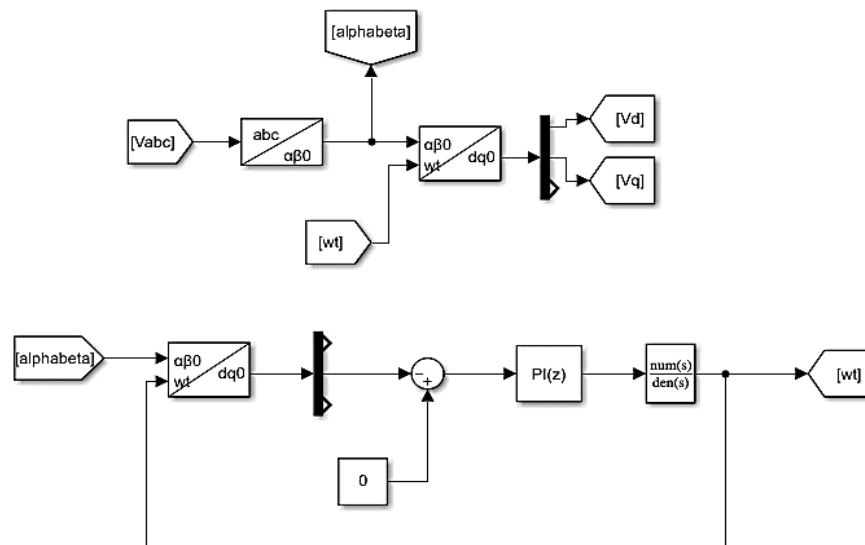 [alphabeta]
[Vabc]
abc
αβ0
αβ0
wt
dq0
[Vd]
[Vq]
[wt]
[alphabeta]
αβ0
wt
dq0
−
+
0
PI(z)
num(s)
den(s)
[wt]